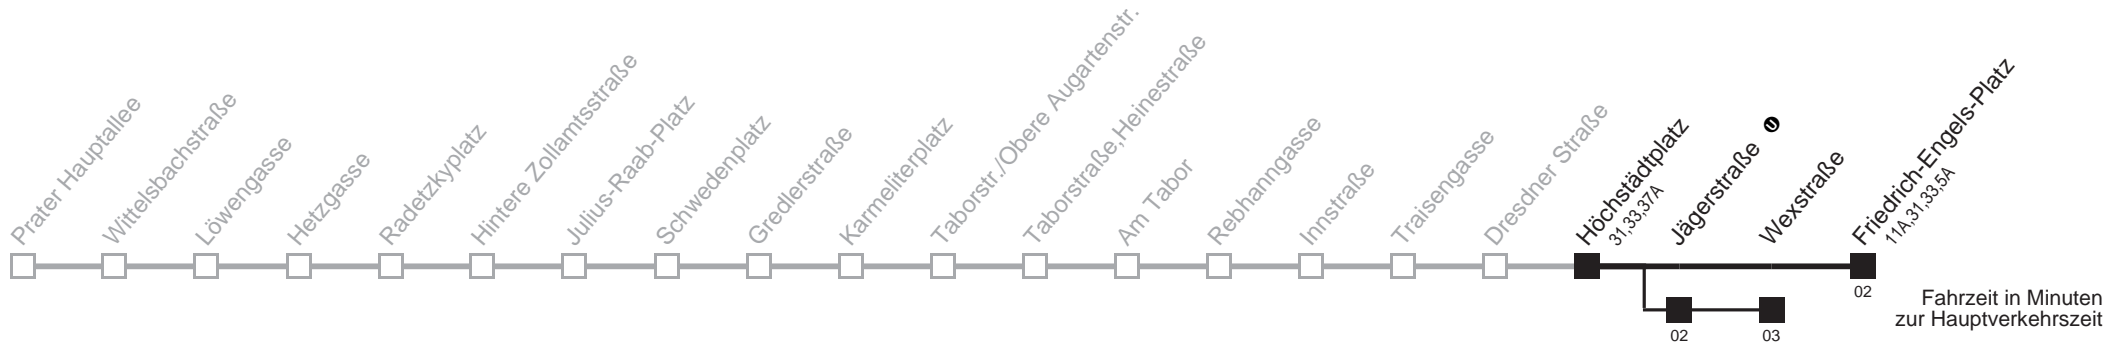 Prater Hauptallee
Wittelsbachstraße
Löwengasse
Hetzgasse
Radetzkyplatz
Hintere Zollamtsstraße
Julius-Raab-Platz
Schwedenplatz
Gredlerstraße
Karmeliterplatz
Taborstr./Obere Augartenstr.
Taborstraße,Heinestraße
Am Tabor
Rebhanngasse
Innstraße
Traisengasse
Dresdner Straße
Höchstädtplatz
31,33,37A
Jägerstraße U
Wexstraße
Friedrich-Engels-Platz
11A,31,33,5A
02
02
03
Fahrzeit in Minuten
zur Hauptverkehrszeit